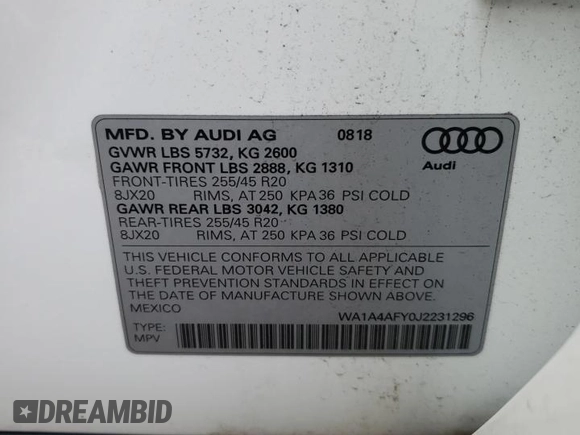 MFD. BY AUDI AG 0818
GVWR LBS 5732, KG 2600
GAWR FRONT LBS 2888, KG 1310
FRONT-TIRES 255/45 R20
8JX20 RIMS, AT 250 KPA 36 PSI COLD
GAWR REAR LBS 3042, KG 1380
REAR-TIRES 255/45 R20
8JX20 RIMS, AT 250 KPA 36 PSI COLD
Audi
THIS VEHICLE CONFORMS TO ALL APPLICABLE
U.S. FEDERAL MOTOR VEHICLE SAFETY AND
THEFT PREVENTION STANDARDS IN EFFECT ON
THE DATE OF MANUFACTURE SHOWN ABOVE.
MEXICO WA1A4AFY0J2231296
TYPE:
MPV
DREAMBID